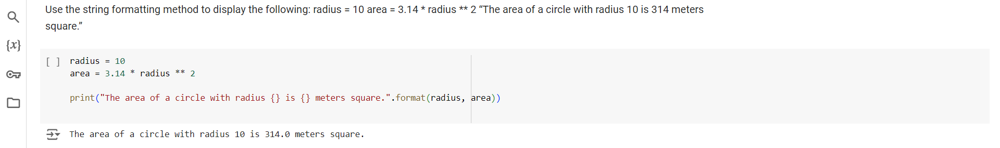 Use the string formatting method to display the following: radius = 10 area = 3.14 * radius ** 2 “The area of a circle with radius 10 is 314 meters
square.”
{x}
[ ] radius = 10
area = 3.14 * radius ** 2
print("The area of a circle with radius {} is {} meters square.".format(radius, area))
The area of a circle with radius 10 is 314.0 meters square.